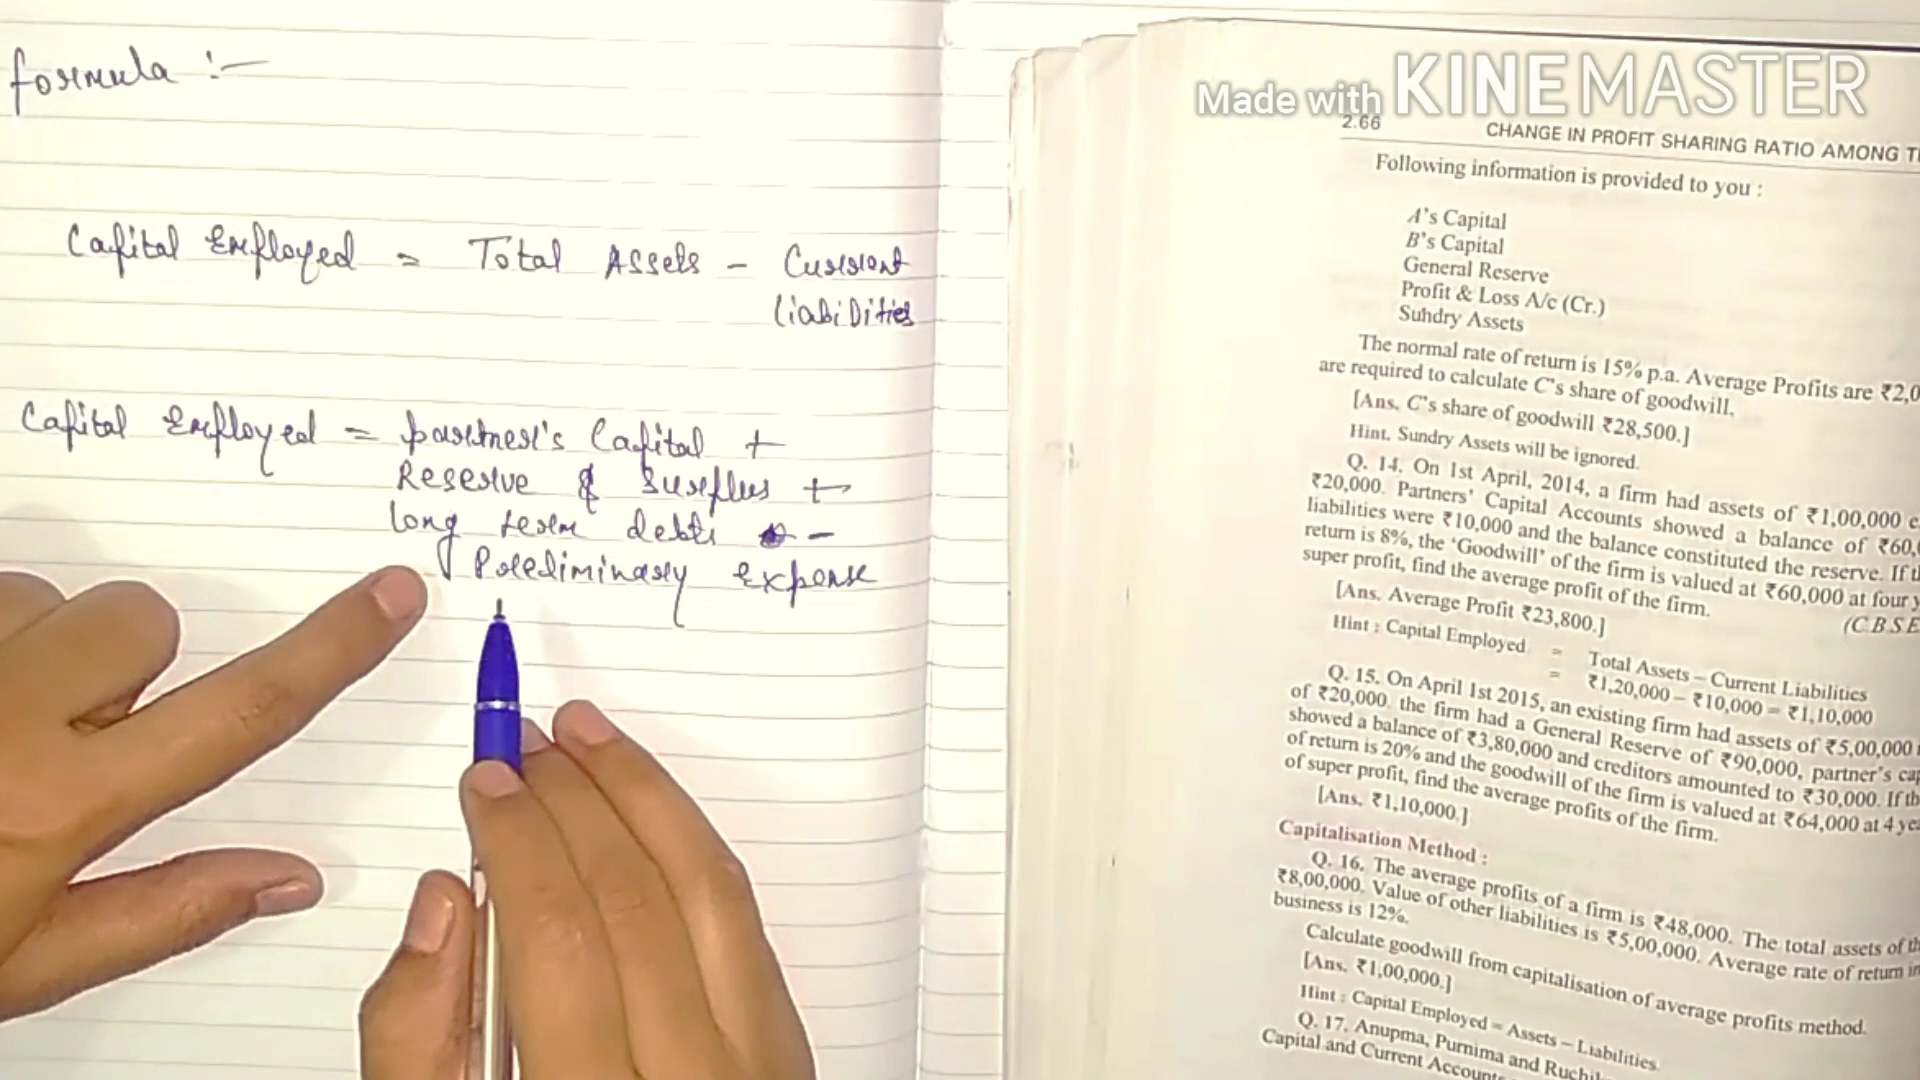 formula :-
Capital Employed = Total Assets - Current
liabilities
Capital Employed = partner's Capital +
Reserve & Surplus +
long term debts -
Preliminary expense
Made with KINEMASTER
2.66
CHANGE IN PROFIT SHARING RATIO AMONG
Following information is provided to you :
A's Capital
B's Capital
General Reserve
Profit & Loss A/c (Cr.)
Suhdry Assets
The normal rate of return is 15% p.a. Average Profits are ₹2,0
are required to calculate C's share of goodwill.
[Ans. C's share of goodwill ₹28,500.]
Hint. Sundry Assets will be ignored.
Q. 14. On 1st April, 2014, a firm had assets of ₹1,00,000
₹20,000. Partners' Capital Accounts showed a balance of ₹60,
liabilities were ₹10,000 and the balance constituted the reserve. If
return is 8%, the 'Goodwill' of the firm is valued at ₹60,000 at four
super profit, find the average profit of the firm.
(C.B.S.E
[Ans. Average Profit ₹23,800.]
Hint : Capital Employed = Total Assets – Current Liabilities
= ₹1,20,000 – ₹10,000 = ₹1,10,000
Q. 15. On April 1st 2015, an existing firm had assets of ₹5,00,000
of ₹20,000. the firm had a General Reserve of ₹90,000, partner's
showed a balance of ₹3,80,000 and creditors amounted to ₹30,000. If
of return is 20% and the goodwill of the firm is valued at ₹64,000 at 4
of super profit, find the average profits of the firm.
[Ans. ₹1,10,000.]
Capitalisation Method :
Q. 16. The average profits of a firm is ₹48,000. The total assets of
₹8,00,000. Value of other liabilities is ₹5,00,000. Average rate of return
business is 12%.
Calculate goodwill from capitalisation of average profits method.
[Ans. ₹1,00,000.]
Hint : Capital Employed = Assets – Liabilities.
Q. 17. Anupma, Purnima and
Capital and Current